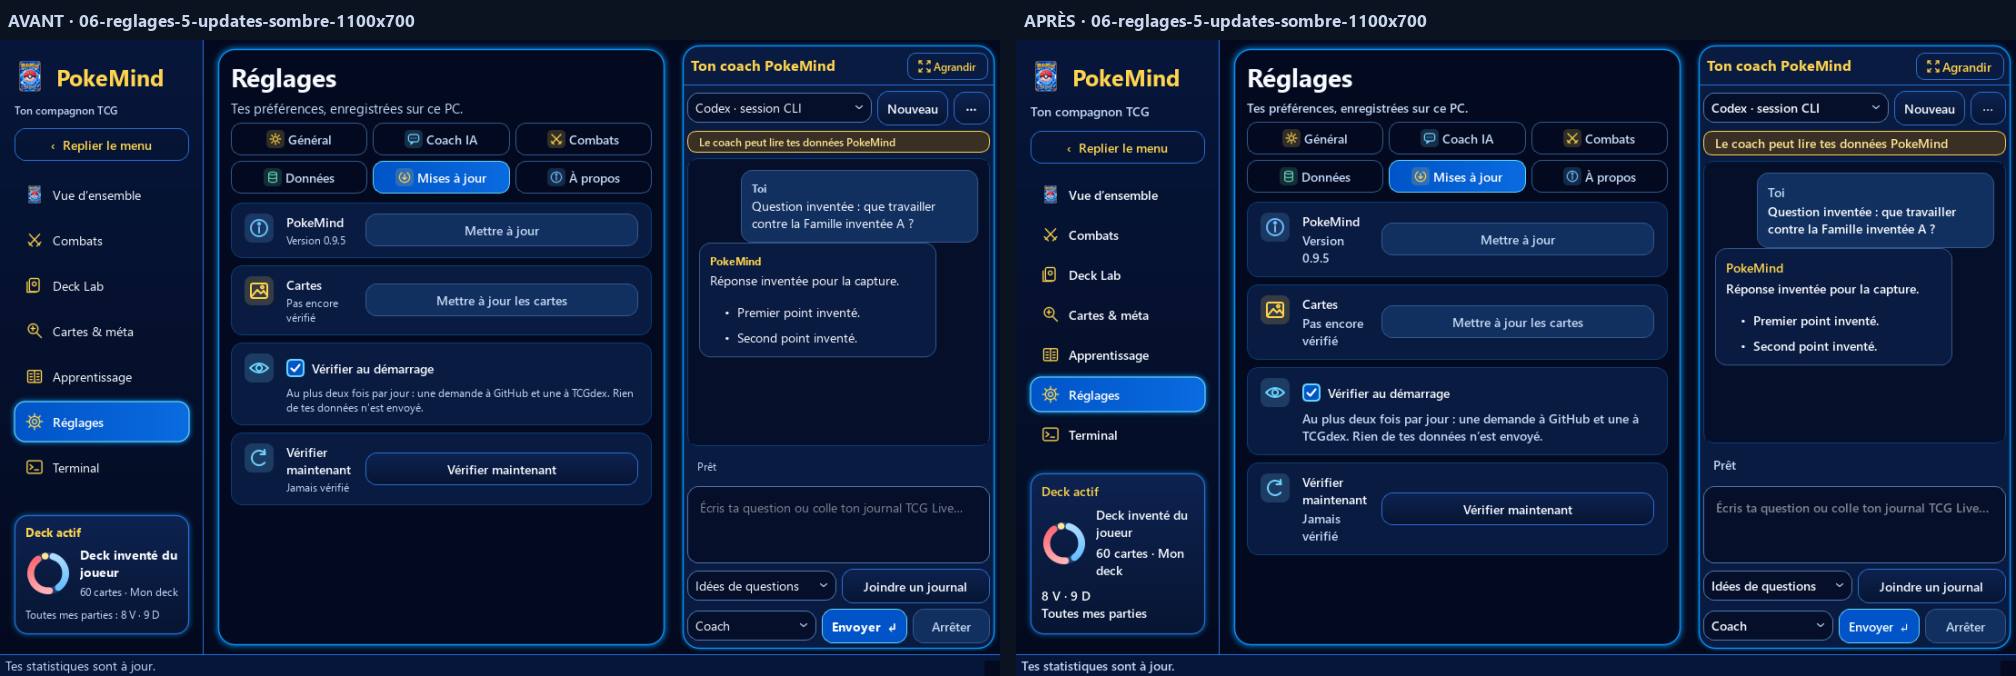 AVANT · 06-reglages-5-updates-sombre-1100x700
PokeMind
Ton compagnon TCG
‹ Replier le menu
Vue d'ensemble
Combats
Deck Lab
Cartes & méta
Apprentissage
Réglages
Terminal
Deck actif
Deck inventé du
joueur
60 cartes · Mon deck
Toutes mes parties : 8 V · 9 D
Réglages
Tes préférences, enregistrées sur ce PC.
Général
Coach IA
Combats
Données
Mises à jour
À propos
PokeMind
Version 0.9.5
Mettre à jour
Cartes
Pas encore
vérifié
Mettre à jour les cartes
Vérifier au démarrage
Au plus deux fois par jour : une demande à GitHub et une à TCGdex. Rien
de tes données n'est envoyé.
Vérifier
maintenant
Jamais vérifié
Vérifier maintenant
Ton coach PokeMind
Agrandir
Codex · session CLI
Nouveau
...
Le coach peut lire tes données PokeMind
Toi
Question inventée : que travailler
contre la Famille inventée A ?
PokeMind
Réponse inventée pour la capture.
• Premier point inventé.
• Second point inventé.
Prêt
Écris ta question ou colle ton journal TCG Live...
Idées de questions
Joindre un journal
Coach
Envoyer ↲
Arrêter
Tes statistiques sont à jour.
APRÈS · 06-reglages-5-updates-sombre-1100x700
PokeMind
Ton compagnon TCG
‹ Replier le menu
Vue d'ensemble
Combats
Deck Lab
Cartes & méta
Apprentissage
Réglages
Terminal
Deck actif
Deck inventé du
joueur
60 cartes · Mon
deck
8 V · 9 D
Toutes mes parties
Réglages
Tes préférences, enregistrées sur ce PC.
Général
Coach IA
Combats
Données
Mises à jour
À propos
PokeMind
Version
0.9.5
Mettre à jour
Cartes
Pas encore
vérifié
Mettre à jour les cartes
Vérifier au démarrage
Au plus deux fois par jour : une demande à GitHub et une à
TCGdex. Rien de tes données n'est envoyé.
Vérifier
maintenant
Jamais
vérifié
Vérifier maintenant
Ton coach PokeMind
Agrandir
Codex · session CLI
Nouveau
...
Le coach peut lire tes données PokeMind
Toi
Question inventée : que travailler
contre la Famille inventée A ?
PokeMind
Réponse inventée pour la capture.
• Premier point inventé.
• Second point inventé.
Prêt
Écris ta question ou colle ton journal TCG Live...
Idées de questions
Joindre un journal
Coach
Envoyer ↲
Arrêter
Tes statistiques sont à jour.